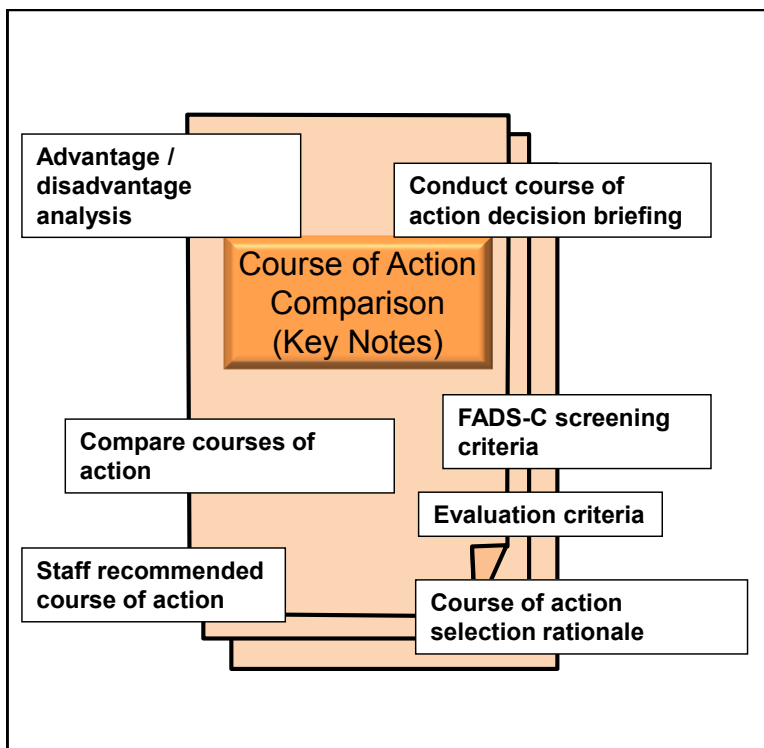 Advantage /
disadvantage
analysis
Conduct course of
action decision briefing
Course of Action
Comparison
(Key Notes)
FADS-C screening
criteria
Compare courses of
action
Evaluation criteria
Staff recommended
course of action
Course of action
selection rationale